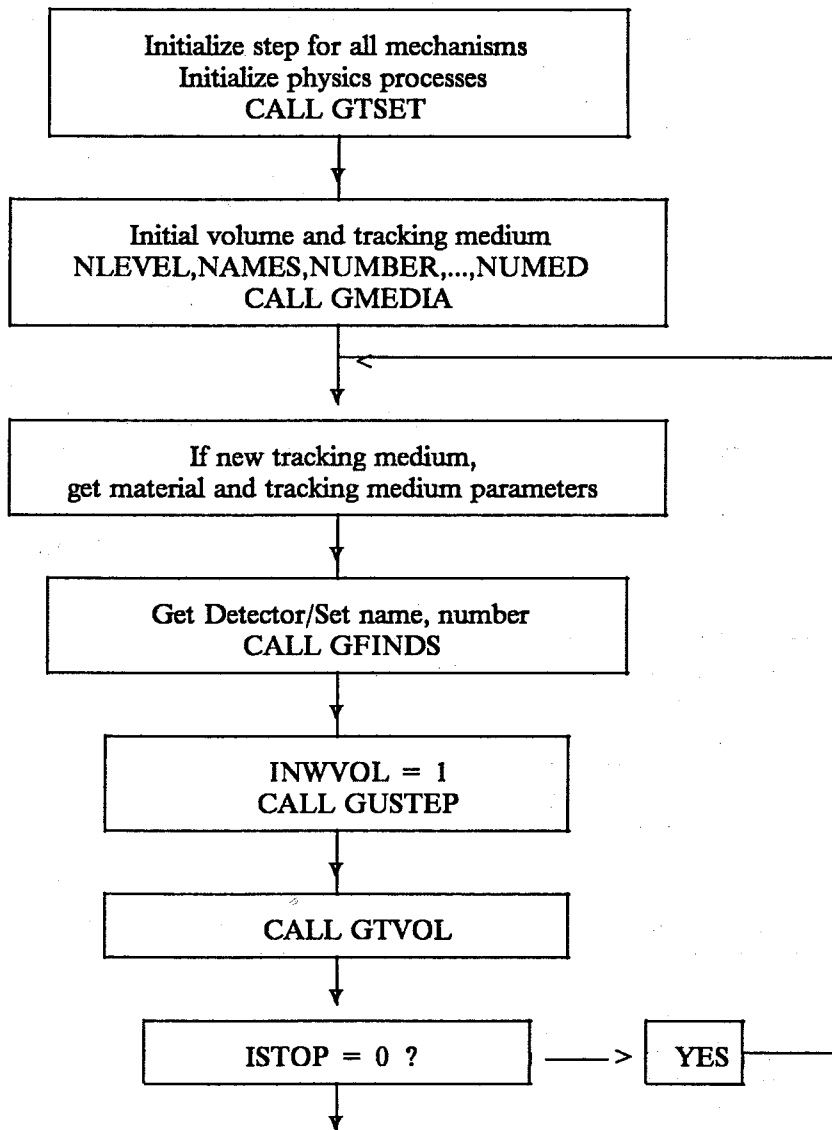 Initialize step for all mechanisms
Initialize physics processes
CALL GTSET
Initial volume and tracking medium
NLEVEL,NAMES,NUMBER,...,NUMED
CALL GMEDIA
If new tracking medium,
get material and tracking medium parameters
Get Detector/Set name, number
CALL GFINDS
INWVOL = 1
CALL GUSTEP
CALL GTVOL
ISTOP = 0 ?
YES